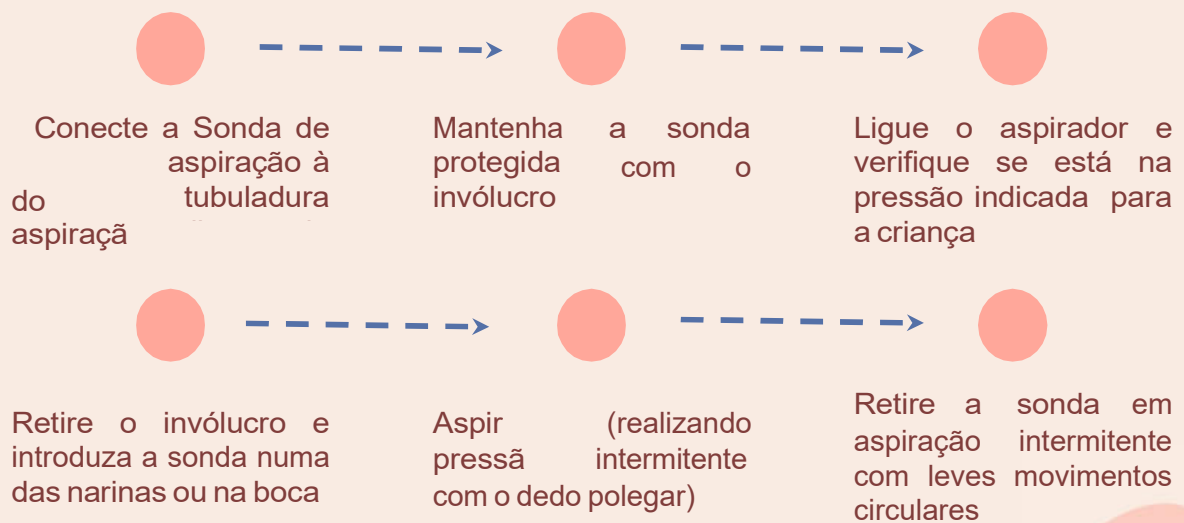 Conecte a Sonda de
aspiração à
do tubuladura
aspiraçã
Mantenha a sonda
protegida com o
invólucro
Ligue o aspirador e
verifique se está na
pressão indicada para
a criança
Retire o invólucro e
introduza a sonda numa
das narinas ou na boca
Aspir (realizando
pressã intermitente
com o dedo polegar)
Retire a sonda em
aspiração intermitente
com leves movimentos
circulares